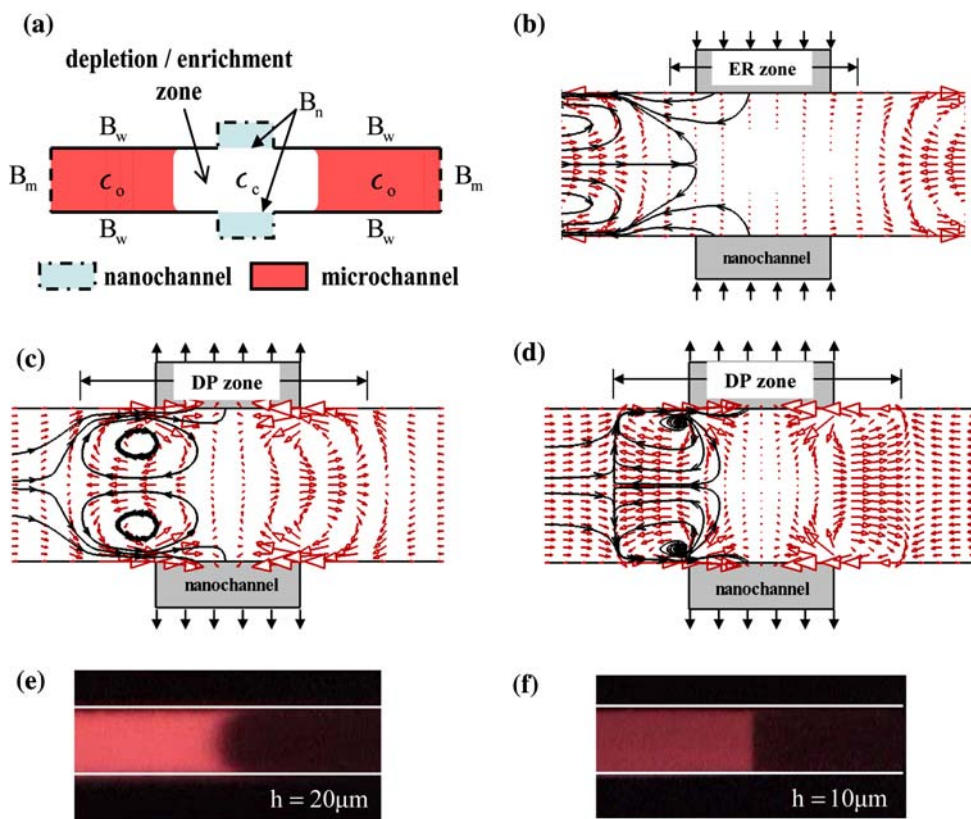 (a)
depletion / enrichment
zone
B_n
B_w B_w
B_m C_o C_c C_o B_m
B_w B_w
nanochannel microchannel
(b)
ER zone
nanochannel
(c)
DP zone
nanochannel
(d)
DP zone
nanochannel
(e)
h = 20μm
(f)
h = 10μm